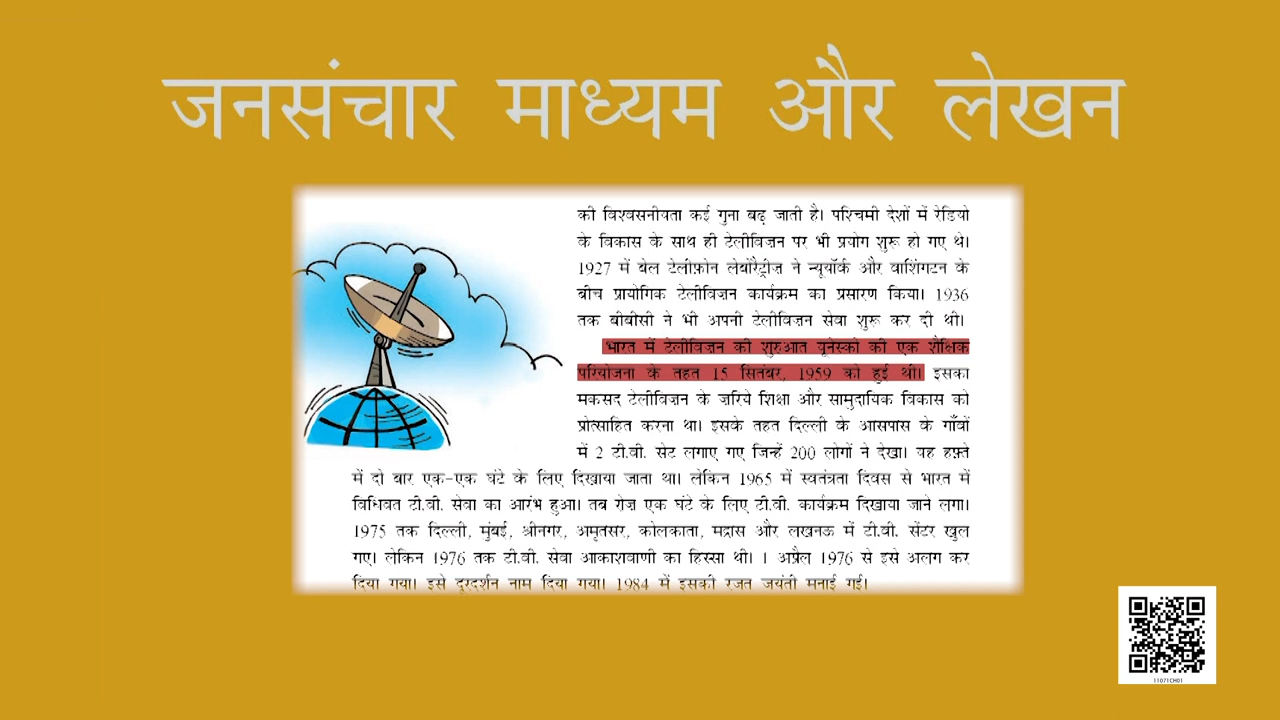 जनसंचार माध्यम और लेखन
की विश्वसनीयता कई गुना बढ़ जाती है। पश्चिमी देशों में रेडियो
के विकास के साथ ही टेलीविज़न पर भी प्रयोग शुरू हो गए थे।
1927 में बेल टेलीफ़ोन लेबॉरेट्रीज़ ने न्यूयॉर्क और वाशिंगटन के
बीच प्रायोगिक टेलीविज़न कार्यक्रम का प्रसारण किया। 1936
तक बीबीसी ने भी अपनी टेलीविज़न सेवा शुरू कर दी थी।
भारत में टेलीविज़न की शुरुआत यूनेस्को की एक शैक्षिक
परियोजना के तहत 15 सितंबर, 1959 को हुई थी। इसका
मकसद टेलीविज़न के ज़रिये शिक्षा और सामुदायिक विकास को
प्रोत्साहित करना था। इसके तहत दिल्ली के आसपास के गाँवों
में 2 टी.वी. सेट लगाए गए जिन्हें 200 लोगों ने देखा। यह हफ़्ते
में दो बार एक-एक घंटे के लिए दिखाया जाता था। लेकिन 1965 में स्वतंत्रता दिवस से भारत में
विधिवत टी.वी. सेवा का आरंभ हुआ। तब रोज़ एक घंटे के लिए टी.वी. कार्यक्रम दिखाया जाने लगा।
1975 तक दिल्ली, मुंबई, श्रीनगर, अमृतसर, कोलकाता, मद्रास और लखनऊ में टी.वी. सेंटर खुल
गए। लेकिन 1976 तक टी.वी. सेवा आकाशवाणी का हिस्सा थी। 1 अप्रैल 1976 से इसे अलग कर
दिया गया। इसे दूरदर्शन नाम दिया गया। 1984 में इसकी रजत जयंती मनाई गई।
11071CH01